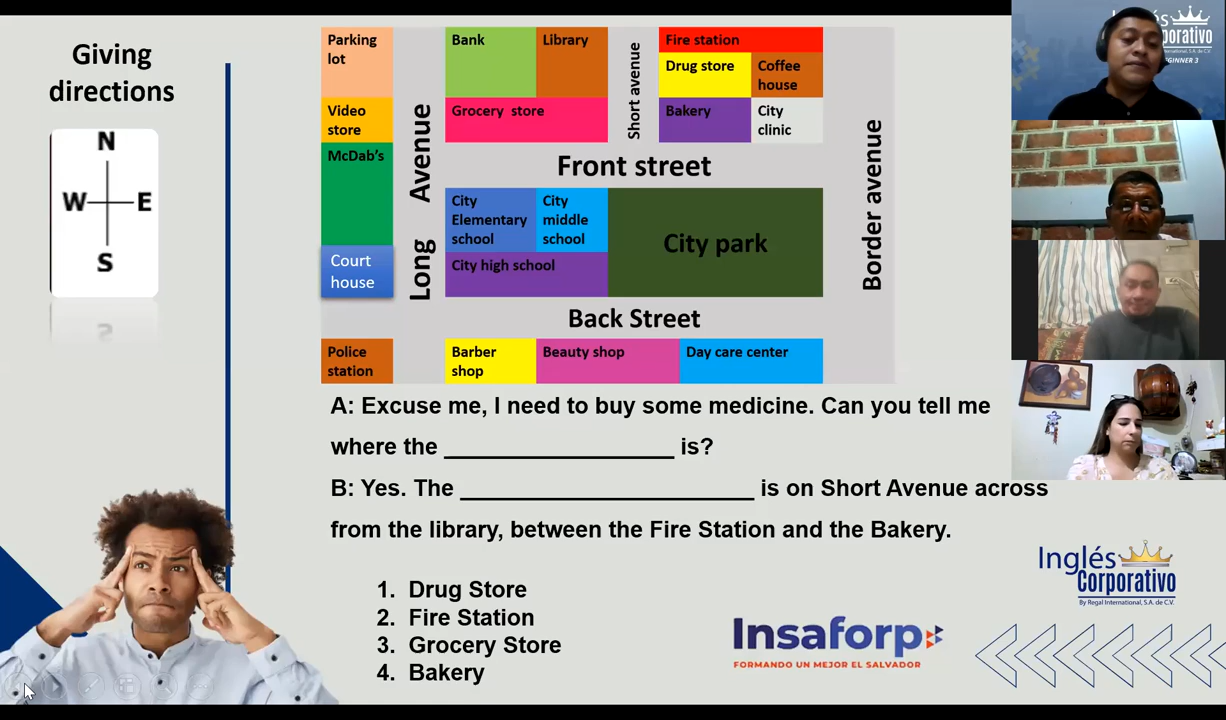 Giving
directions
N
W E
S
Parking
lot
Video
store
McDab's
Court
house
Police
station
Long Avenue
Bank
Library
Grocery store
Short avenue
Fire station
Drug store
Coffee
house
Bakery
City
clinic
Front street
City
Elementary
school
City
middle
school
City high school
City park
Border avenue
Back Street
Barber
shop
Beauty shop
Day care center
A: Excuse me, I need to buy some medicine. Can you tell me
where the _________________ is?
B: Yes. The ______________________ is on Short Avenue across
from the library, between the Fire Station and the Bakery.
1. Drug Store
2. Fire Station
3. Grocery Store
4. Bakery
Insaforp
FORMANDO UN MEJOR EL SALVADOR
Inglés
Corporativo
By Regal International, S.A. de C.V.